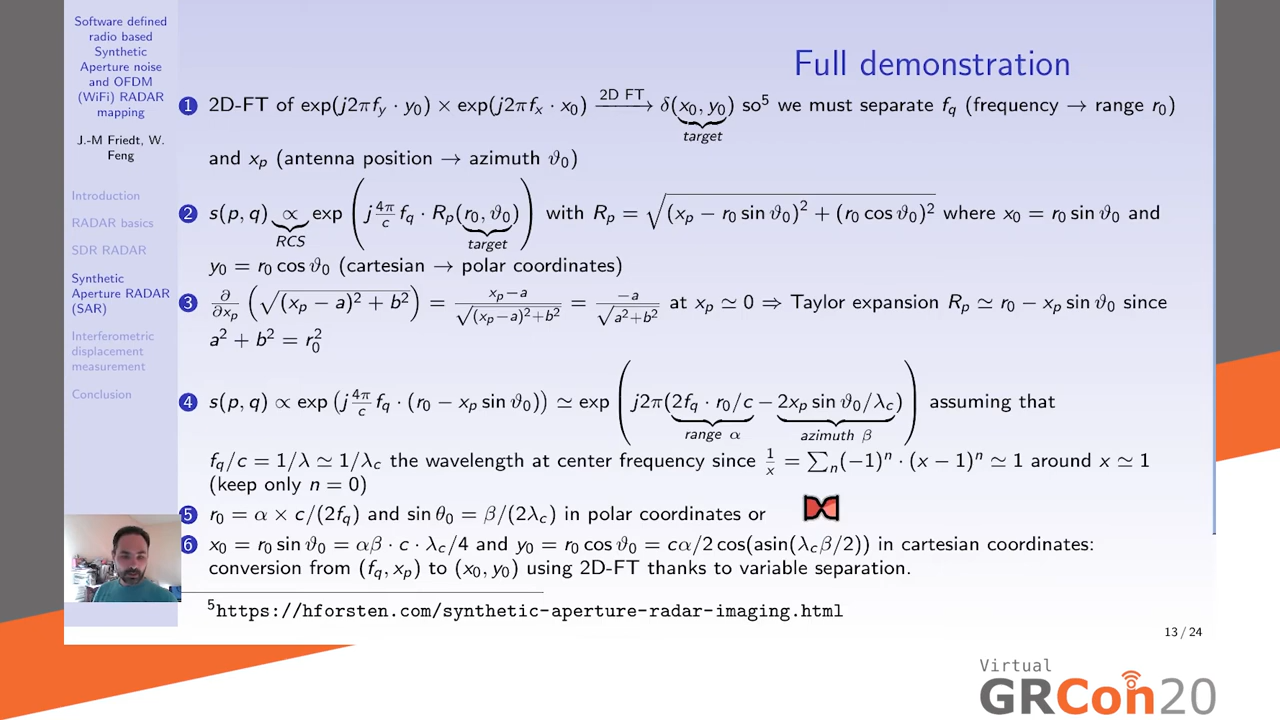 Software defined
radio based
Synthetic
Aperture noise
and OFDM
(WiFi) RADAR
mapping
J.-M Friedt, W.
Feng
Introduction
RADAR basics
SDR RADAR
Synthetic
Aperture RADAR
(SAR)
Interferometric
displacement
measurement
Conclusion
Full demonstration
1 2D-FT of exp(j2πf_y · y_0) × exp(j2πf_x · x_0) —2D FT→ δ(x_0, y_0) so⁵ we must separate f_q (frequency → range r_0)
target
and x_p (antenna position → azimuth ϑ_0)
2 s(p, q) ∝ exp (j 4π/c f_q · R_p(r_0, ϑ_0)) with R_p = √((x_p − r_0 sin ϑ_0)² + (r_0 cos ϑ_0)²) where x_0 = r_0 sin ϑ_0 and
RCS target
y_0 = r_0 cos ϑ_0 (cartesian → polar coordinates)
3 ∂/∂x_p (√((x_p − a)² + b²)) = (x_p−a)/√((x_p−a)²+b²) = −a/√(a²+b²) at x_p ≃ 0 ⇒ Taylor expansion R_p ≃ r_0 − x_p sin ϑ_0 since
a² + b² = r_0²
4 s(p, q) ∝ exp (j 4π/c f_q · (r_0 − x_p sin ϑ_0)) ≃ exp (j2π(2f_q · r_0/c − 2x_p sin ϑ_0/λ_c)) assuming that
range α azimuth β
f_q/c = 1/λ ≃ 1/λ_c the wavelength at center frequency since 1/x = ∑_n(−1)ⁿ · (x − 1)ⁿ ≃ 1 around x ≃ 1
(keep only n = 0)
5 r_0 = α × c/(2f_q) and sin θ_0 = β/(2λ_c) in polar coordinates or
6 x_0 = r_0 sin ϑ_0 = αβ · c · λ_c/4 and y_0 = r_0 cos ϑ_0 = cα/2 cos(asin(λ_cβ/2)) in cartesian coordinates:
conversion from (f_q, x_p) to (x_0, y_0) using 2D-FT thanks to variable separation.
⁵https://hforsten.com/synthetic-aperture-radar-imaging.html
13 / 24
Virtual
GRCon20